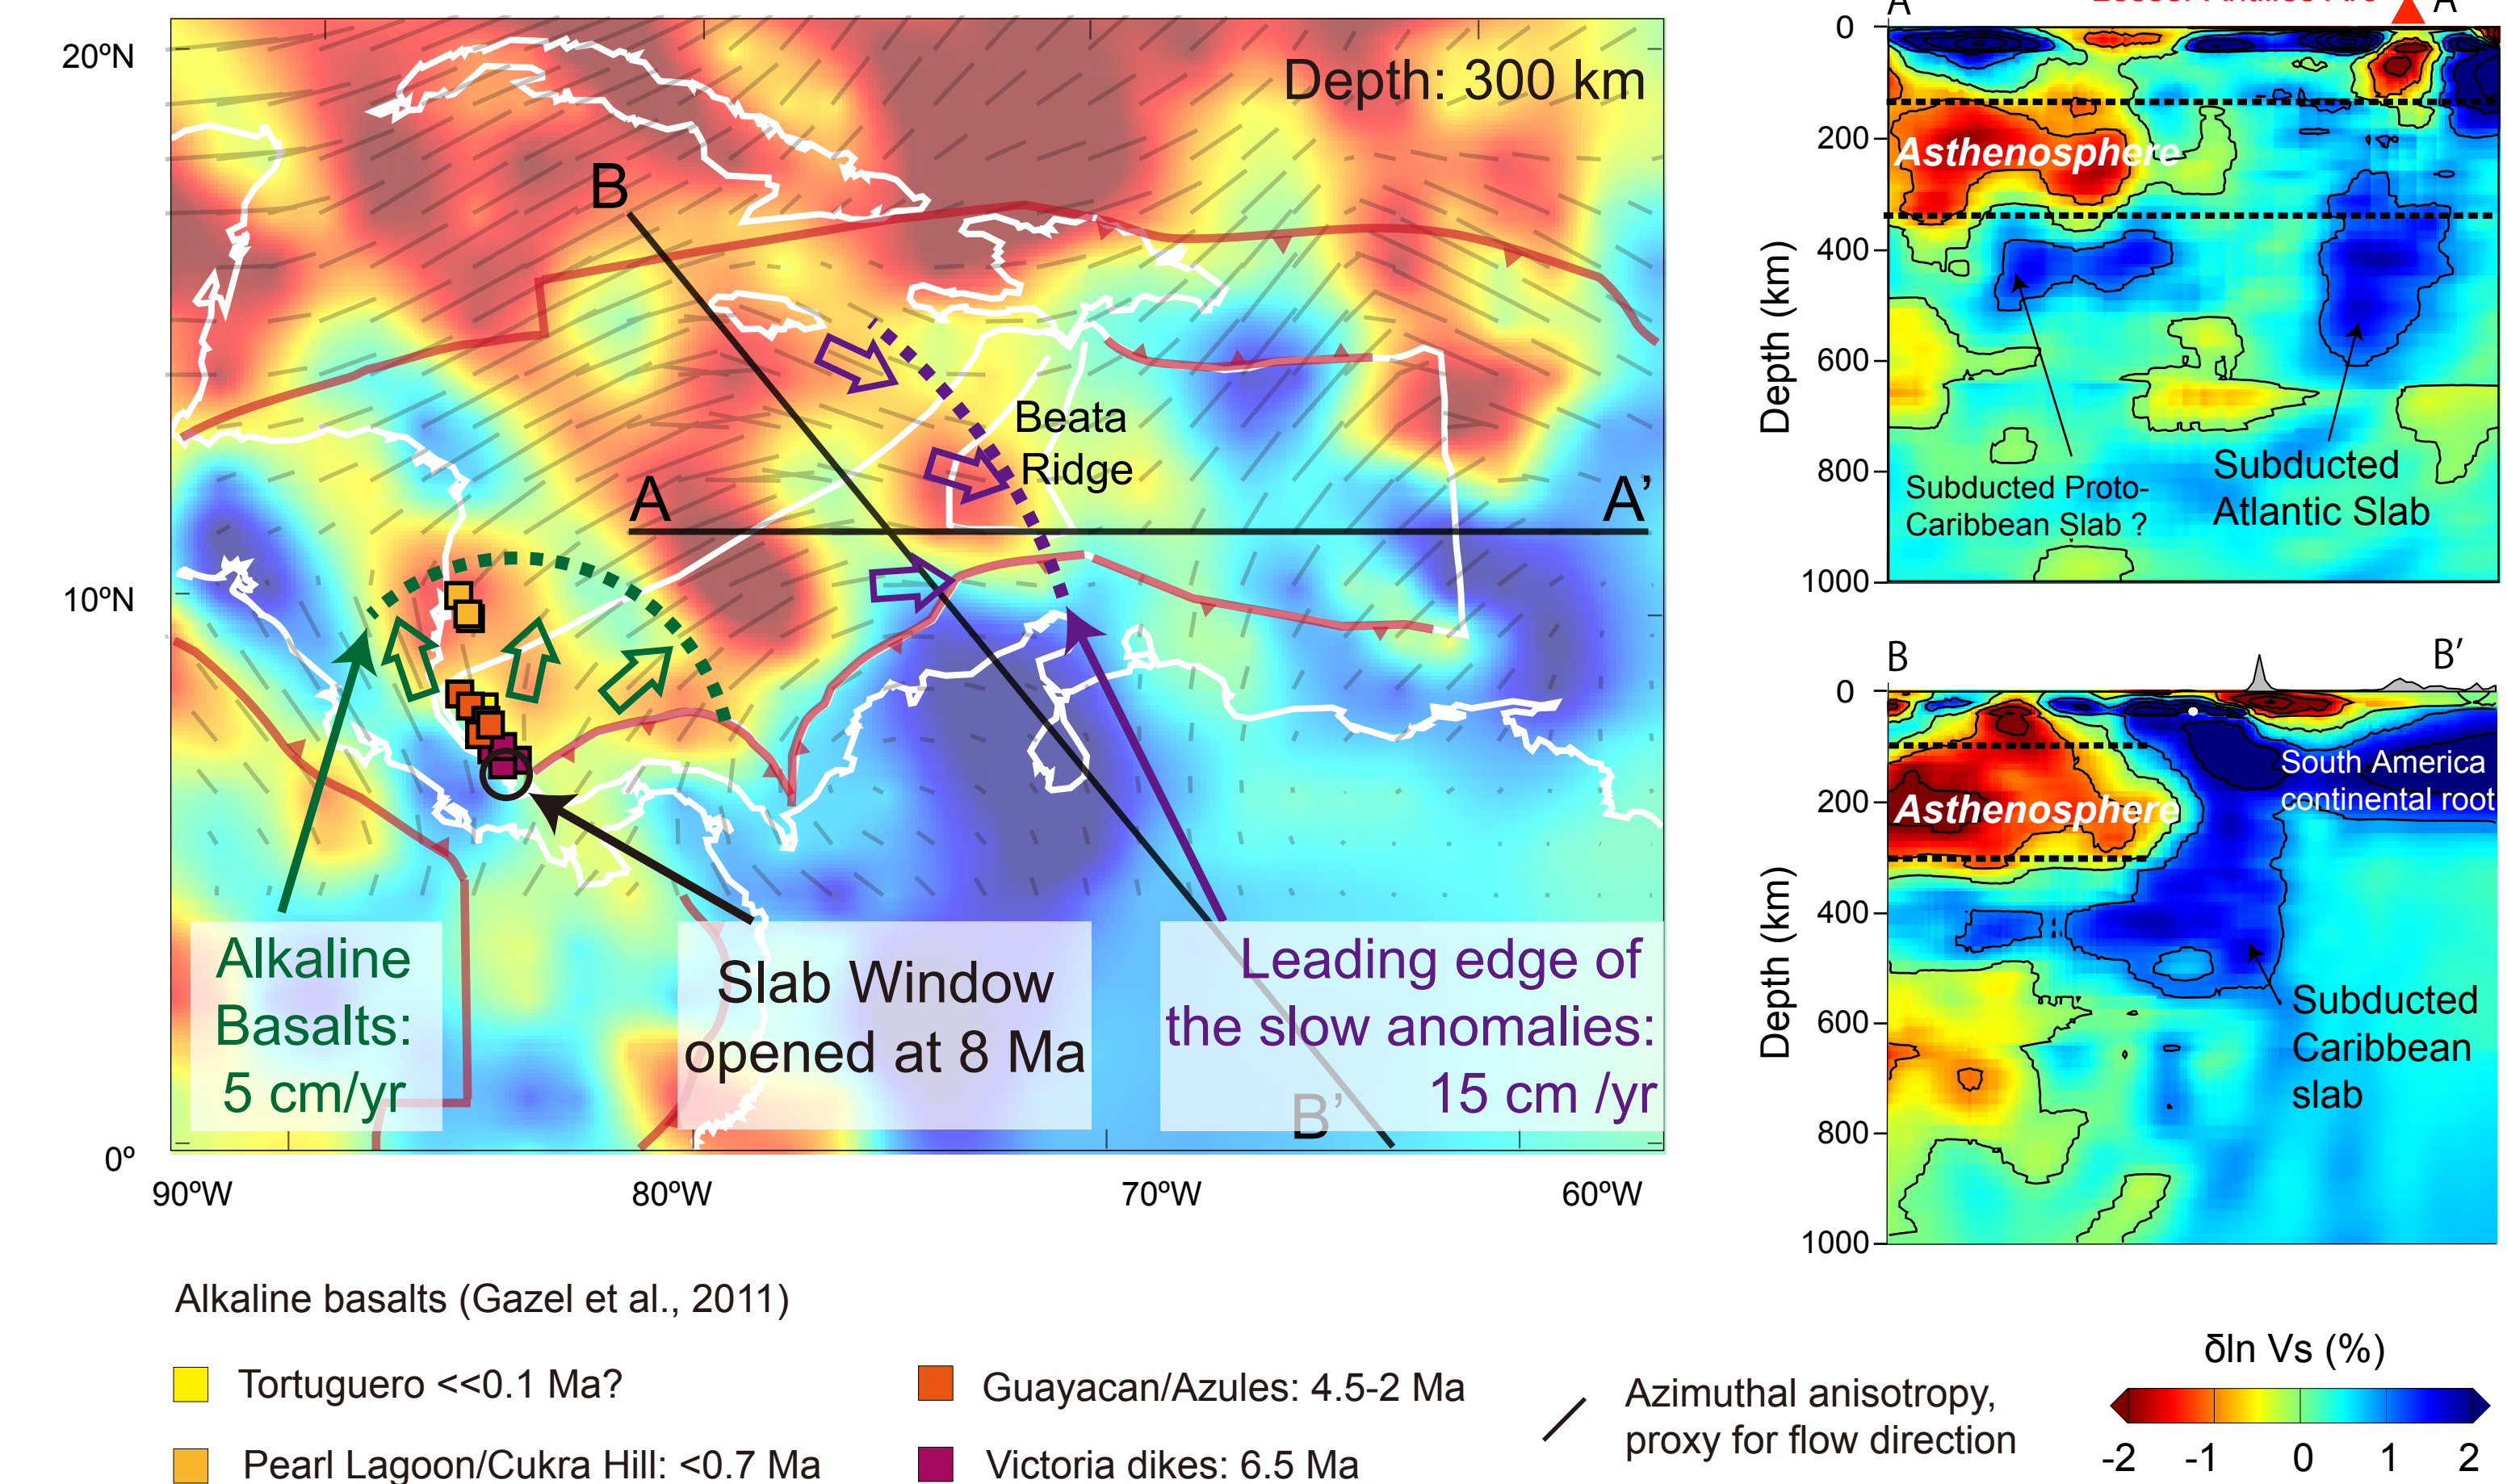 20ºN
10ºN
0º
90ºW
80ºW
70ºW
60ºW
Depth: 300 km
B
A
A’
Beata
Ridge
Alkaline
Basalts:
5 cm/yr
Slab Window
opened at 8 Ma
Leading edge of
the slow anomalies:
15 cm /yr
B’
A
A
0
200
400
600
800
1000
Depth (km)
Asthenosphere
Subducted Proto-
Caribbean Slab ?
Subducted
Atlantic Slab
B
B’
0
200
400
600
800
1000
Depth (km)
Asthenosphere
South America
continental root
Subducted
Caribbean
slab
Alkaline basalts (Gazel et al., 2011)
Tortuguero <<0.1 Ma?
Pearl Lagoon/Cukra Hill: <0.7 Ma
Guayacan/Azules: 4.5-2 Ma
Victoria dikes: 6.5 Ma
Azimuthal anisotropy,
proxy for flow direction
δln Vs (%)
-2 -1 0 1 2